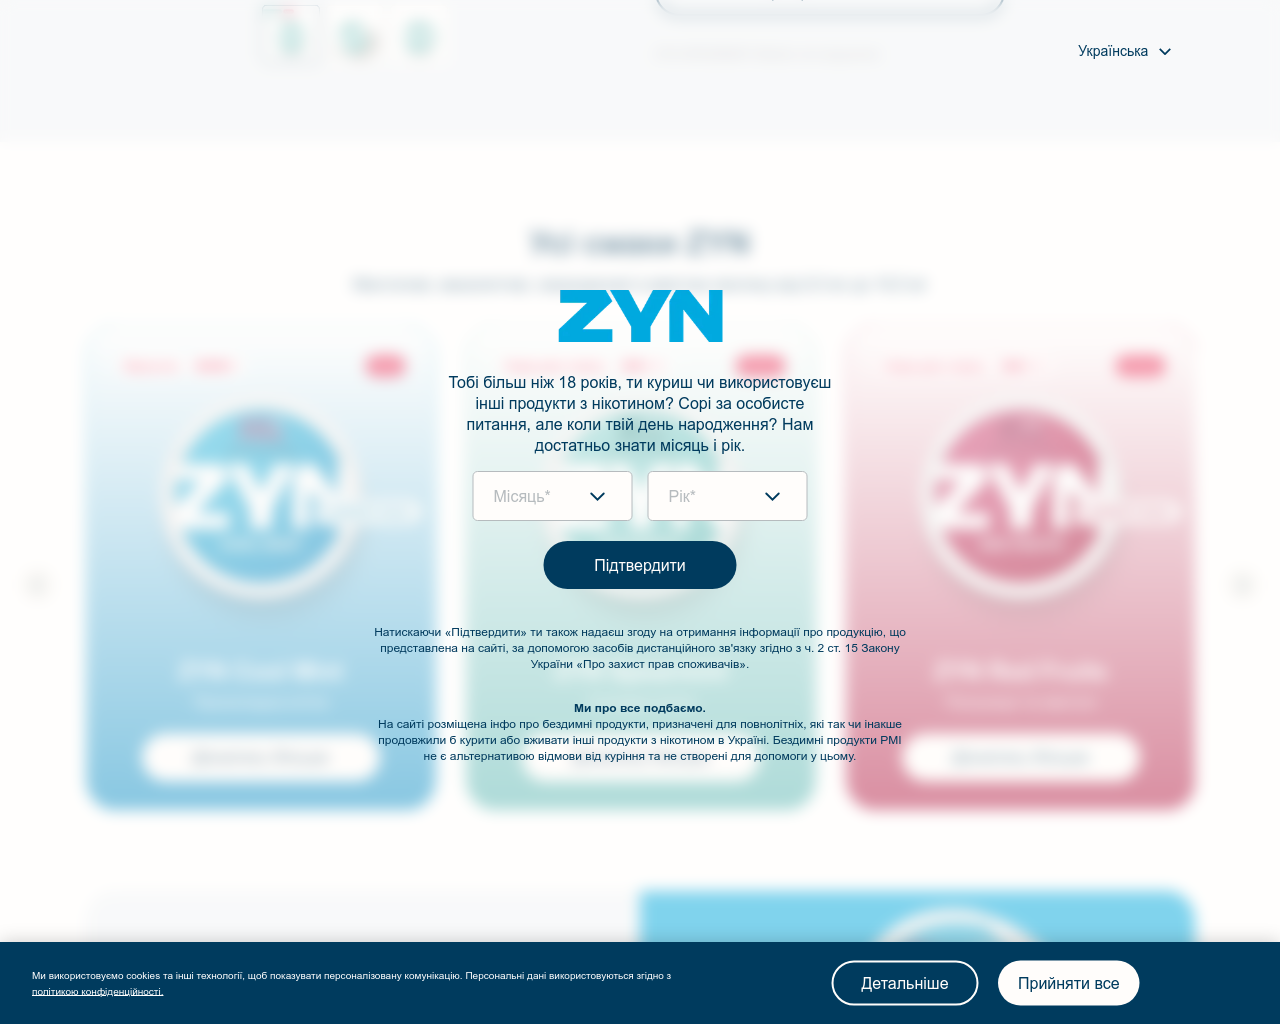 Українська
Усі смаки ZYN
ZYN
Тобі більш ніж 18 років, ти куриш чи використовуєш
інші продукти з нікотином? Сорі за особисте
питання, але коли твій день народження? Нам
достатньо знати місяць і рік.
Місяць*
Рік*
Підтвердити
ZYN
ZYN
Натискаючи «Підтвердити» ти також надаєш згоду на отримання інформації про продукцію, що
представлена на сайті, за допомогою засобів дистанційного зв'язку згідно з ч. 2 ст. 15 Закону
України «Про захист прав споживачів».
Ми про все подбаємо.
На сайті розміщена інфо про бездимні продукти, призначені для повнолітніх, які так чи інакше
продовжили б курити або вживати інші продукти з нікотином в Україні. Бездимні продукти РМІ
не є альтернативою відмови від куріння та не створені для допомоги у цьому.
Ми використовуємо cookies та інші технології, щоб показувати персоналізовану комунікацію. Персональні дані використовуються згідно з
політикою конфіденційності.
Детальніше
Прийняти все